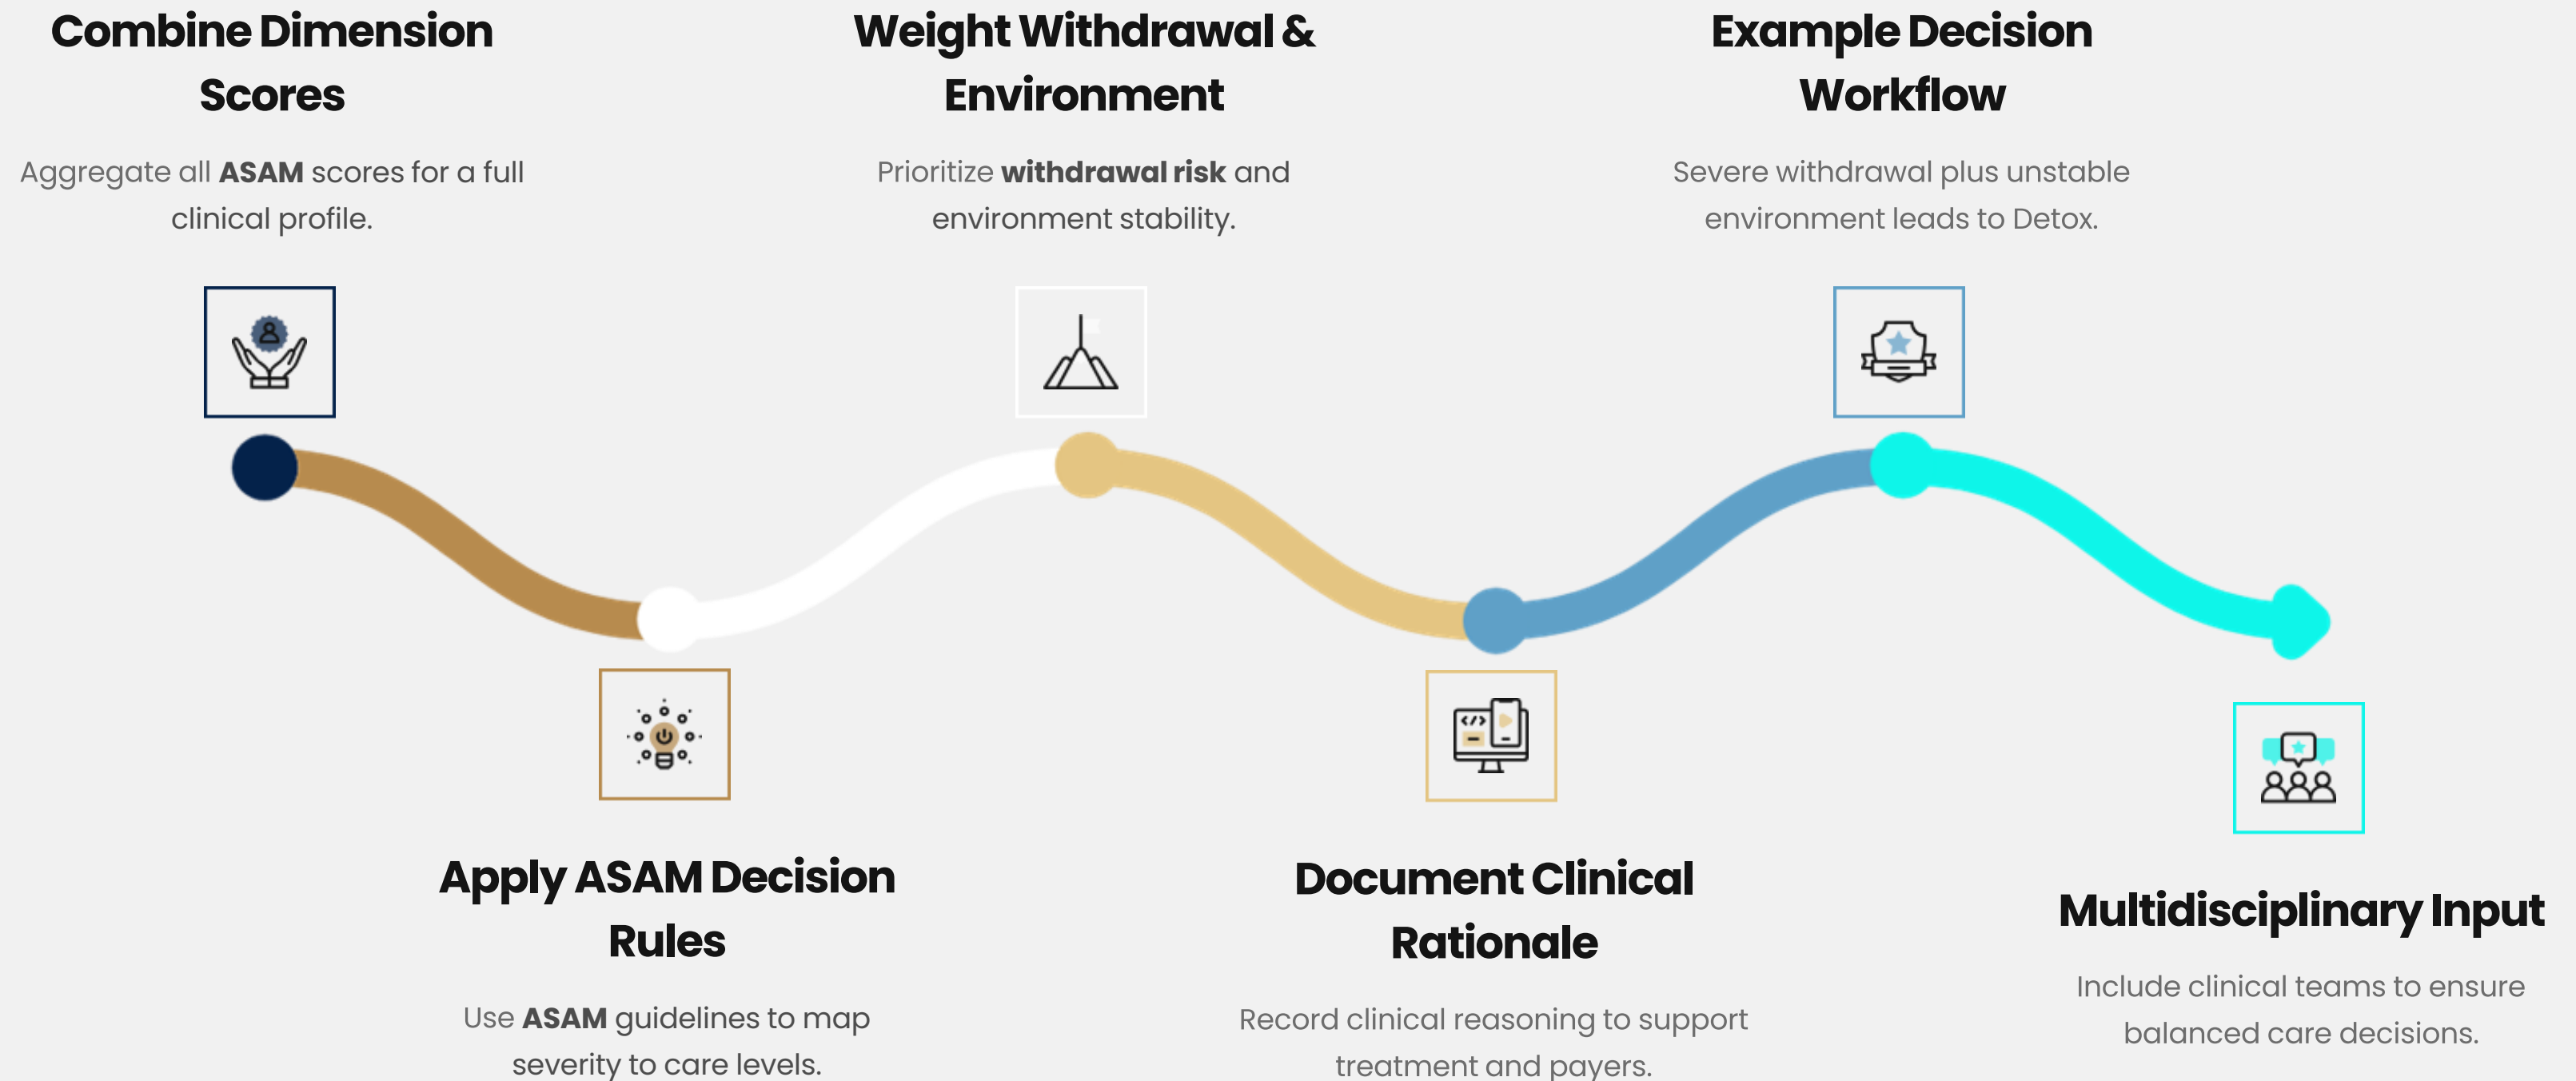 Combine Dimension
Scores
Aggregate all ASAM scores for a full
clinical profile.
Apply ASAM Decision
Rules
Use ASAM guidelines to map
severity to care levels.
Weight Withdrawal &
Environment
Prioritize withdrawal risk and
environment stability.
Document Clinical
Rationale
Record clinical reasoning to support
treatment and payers.
Example Decision
Workflow
Severe withdrawal plus unstable
environment leads to Detox.
Multidisciplinary Input
Include clinical teams to ensure
balanced care decisions.